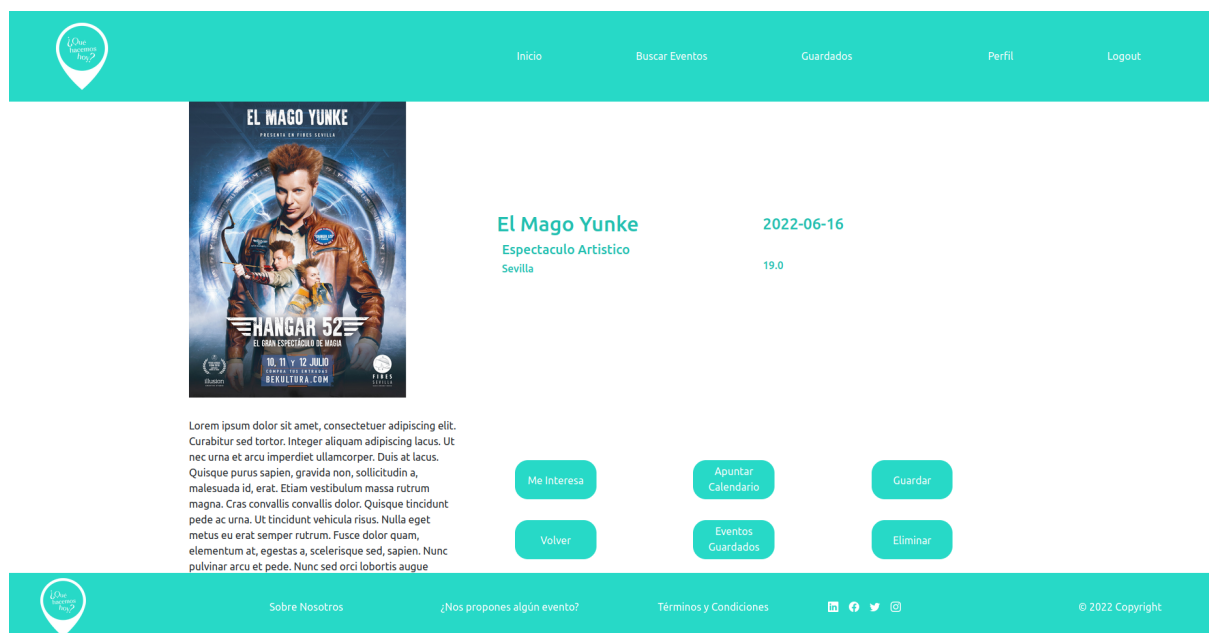 ¿Que
hacemos
hoy?
Inicio
Buscar Eventos
Guardados
Perfil
Logout
EL MAGO YUNKE
PRESENTA EN FIBES SEVILLA
HANGAR 52
EL GRAN ESPECTÁCULO DE MAGIA
10, 11 Y 12 JULIO
COMPRA TUS ENTRADAS
BEKULTURA.COM
illusion
FIBES
SEVILLA
El Mago Yunke
2022-06-16
Espectaculo Artistico
Sevilla
19.0
Lorem ipsum dolor sit amet, consectetuer adipiscing elit.
Curabitur sed tortor. Integer aliquam adipiscing lacus. Ut
nec urna et arcu imperdiet ullamcorper. Duis at lacus.
Quisque purus sapien, gravida non, sollicitudin a,
malesuada id, erat. Etiam vestibulum massa rutrum
magna. Cras convallis convallis dolor. Quisque tincidunt
pede ac urna. Ut tincidunt vehicula risus. Nulla eget
metus eu erat semper rutrum. Fusce dolor quam,
elementum at, egestas a, scelerisque sed, sapien. Nunc
pulvinar arcu et pede. Nunc sed orci lobortis augue
Me Interesa
Apuntar
Calendario
Guardar
Volver
Eventos
Guardados
Eliminar
¿Que
hacemos
hoy?
Sobre Nosotros
¿Nos propones algún evento?
Términos y Condiciones
© 2022 Copyright